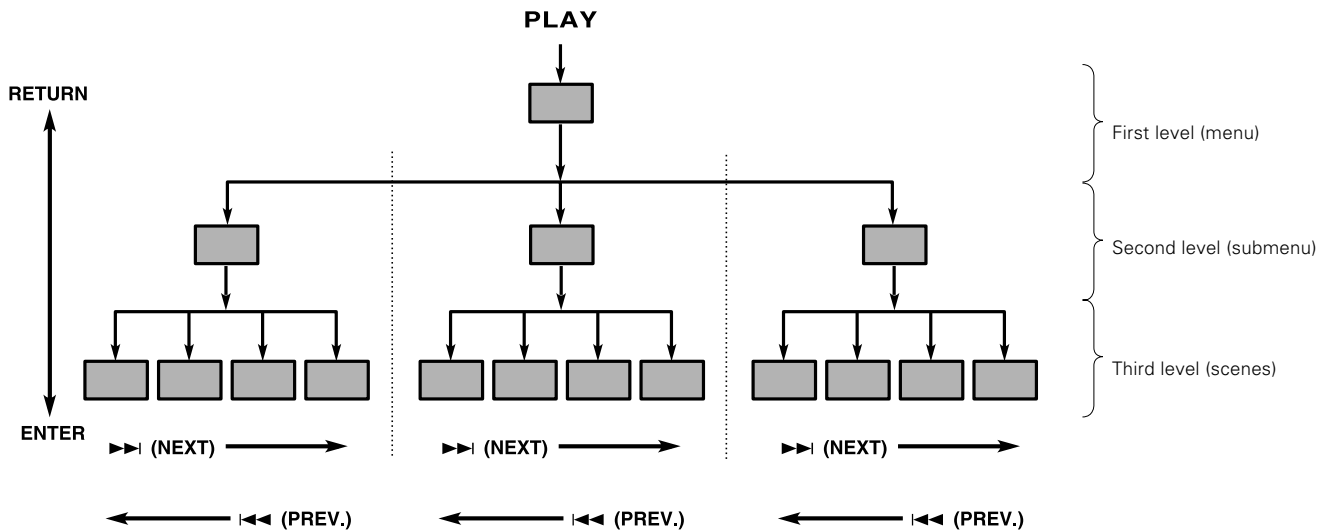 PLAY
RETURN
First level (menu)
Second level (submenu)
Third level (scenes)
ENTER
▶▶| (NEXT)
▶▶| (NEXT)
▶▶| (NEXT)
|◀◀ (PREV.)
|◀◀ (PREV.)
|◀◀ (PREV.)